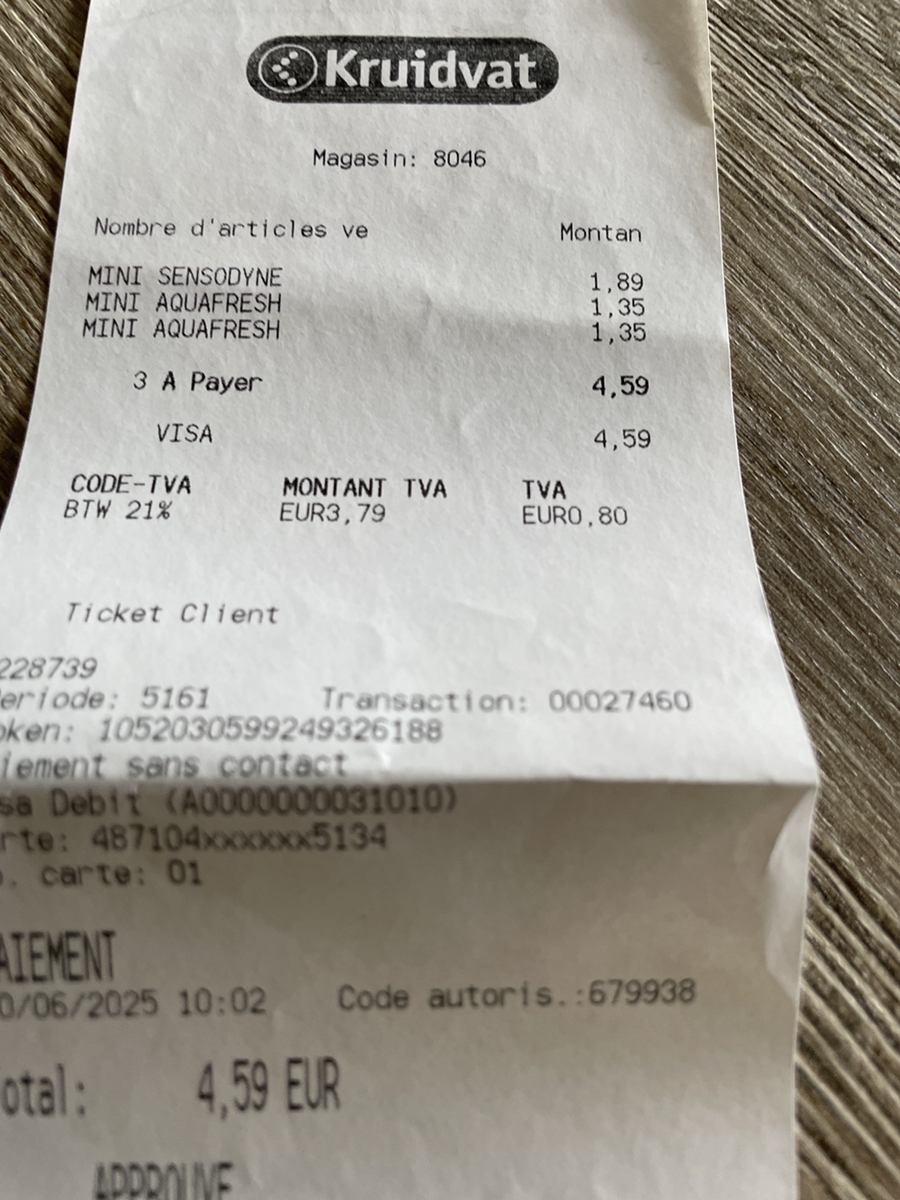 Kruidvat
Magasin: 8046
Nombre d'articles ve Montan
MINI SENSODYNE 1,89
MINI AQUAFRESH 1,35
MINI AQUAFRESH 1,35
3 A Payer 4,59
VISA 4,59
CODE-TVA MONTANT TVA TVA
BTW 21% EUR3,79 EUR0,80
Ticket Client
228739
eriode: 5161 Transaction: 00027460
oken: 10520305999249326188
iement sans contact
sa Debit (A0000000031010)
rte: 487104xxxxxxx5134
. carte: 01
AIEMENT
0/06/2025 10:02 Code autoris.:679938
otal: 4,59 EUR
APPROUVE